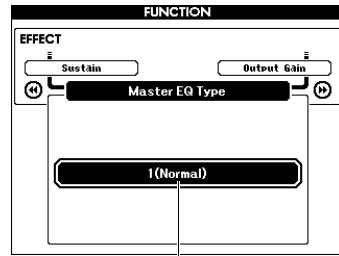 FUNCTION
EFFECT
Sustain
Output Gain
Master EQ Type
1(Normal)